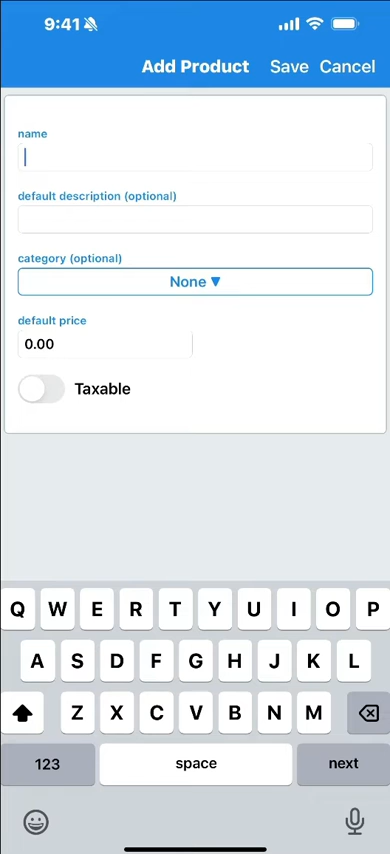 9:41
Add Product Save Cancel
name
default description (optional)
category (optional)
None ▼
default price
0.00
Taxable
Q W E R T Y U I O P
A S D F G H J K L
Z X C V B N M
123 space next